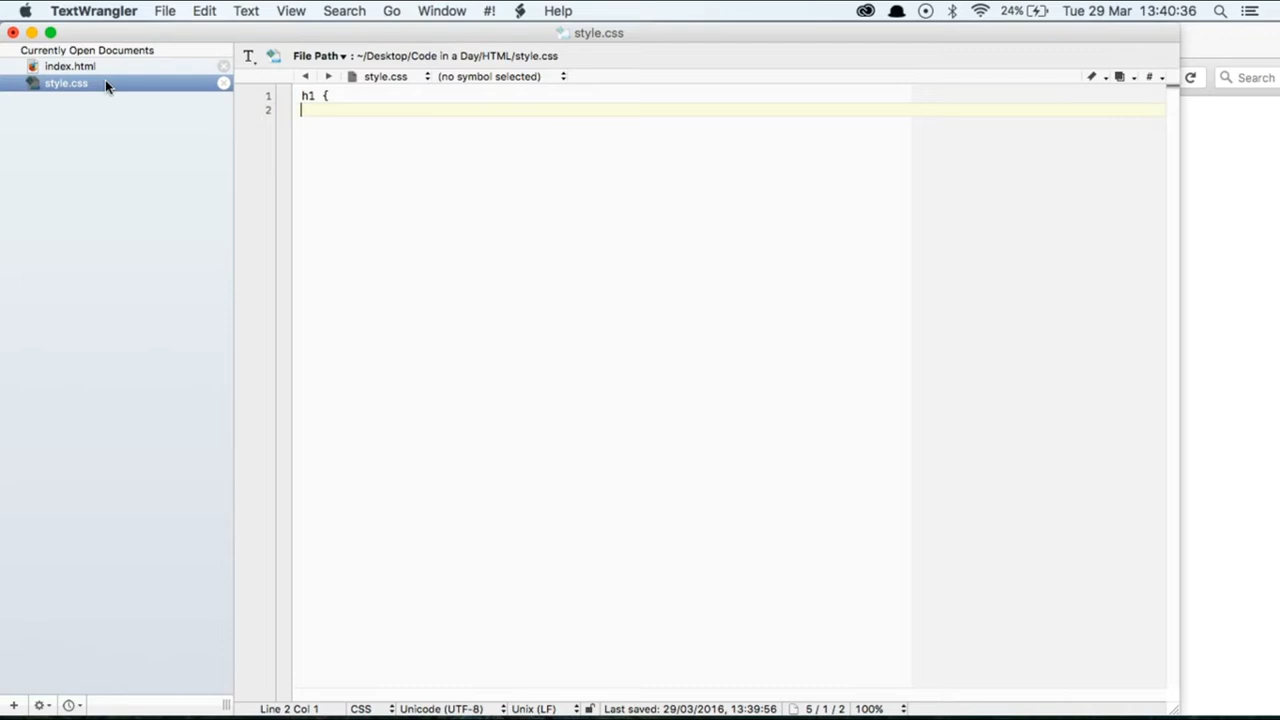 TextWrangler File Edit Text View Search Go Window #! Help 24% Tue 29 Mar 13:40:36
style.css
Currently Open Documents
index.html
style.css
File Path : ~/Desktop/Code in a Day/HTML/style.css
style.css (no symbol selected) #
Search
1 h1 {
2
Line 2 Col 1 CSS Unicode (UTF-8) Unix (LF) Last saved: 29/03/2016, 13:39:56 5 / 1 / 2 100%